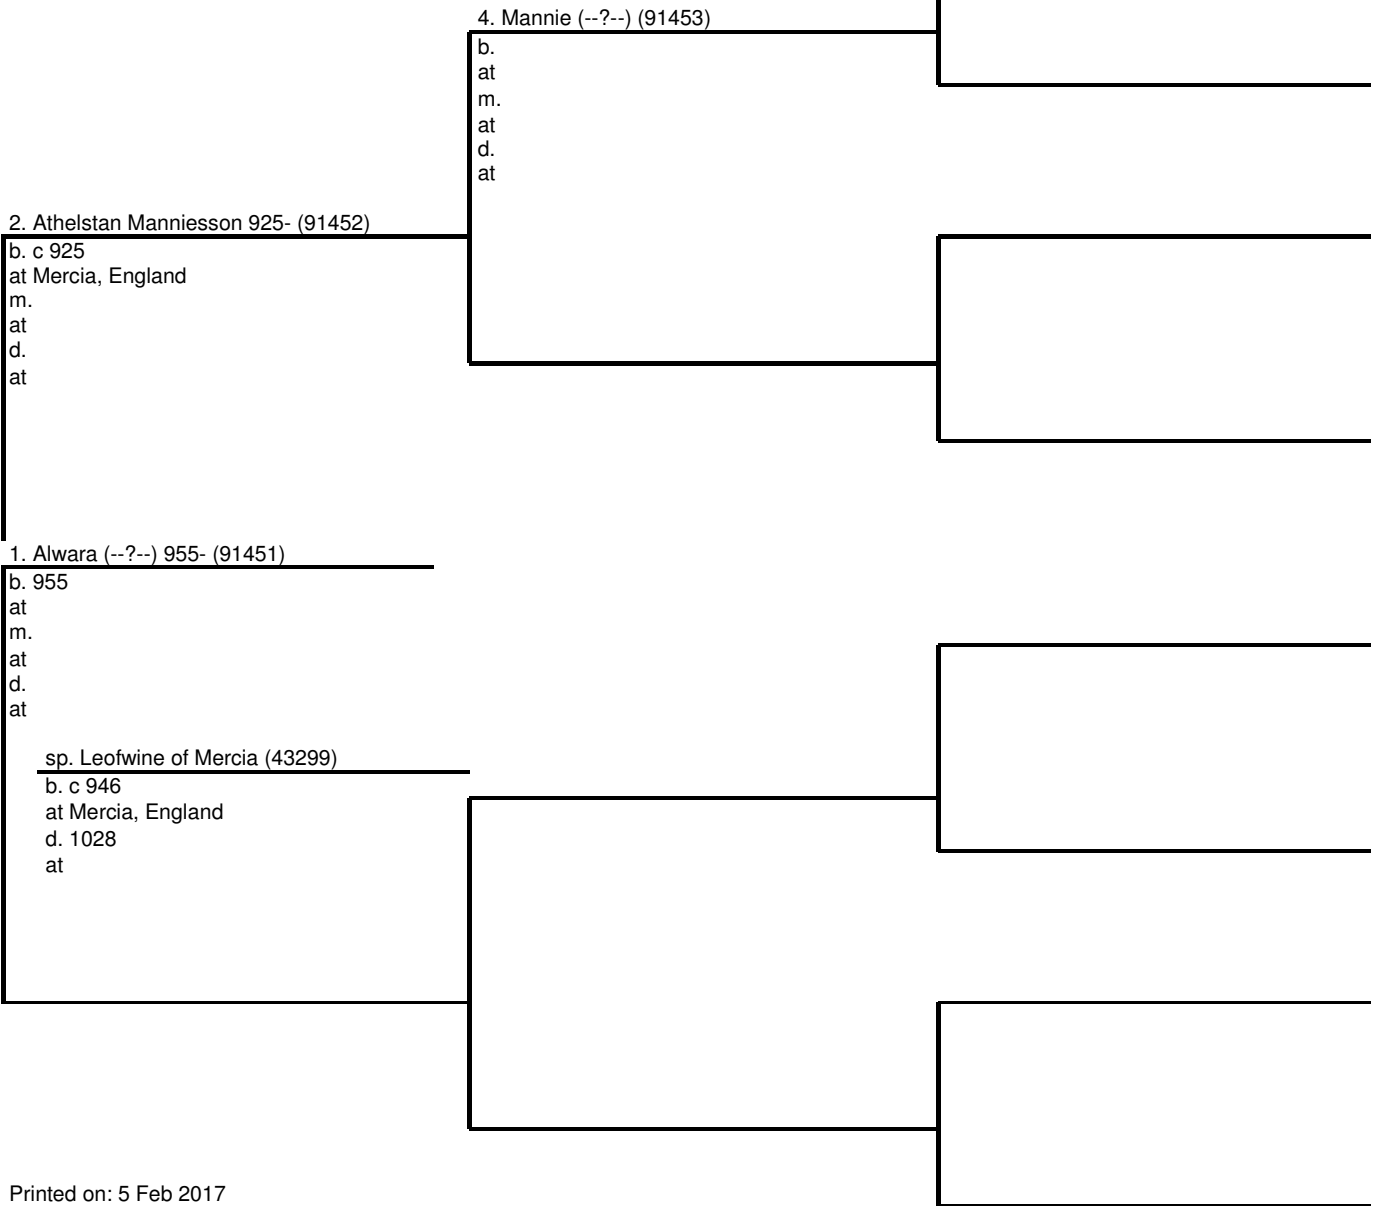 4. Mannie (--?--) (91453)
b.
at
m.
at
d.
at
2. Athelstan Manniesson 925- (91452)
b. c 925
at Mercia, England
m.
at
d.
at
1. Alwara (--?--) 955- (91451)
b. 955
at
m.
at
d.
at
sp. Leofwine of Mercia (43299)
b. c 946
at Mercia, England
d. 1028
at
Printed on: 5 Feb 2017